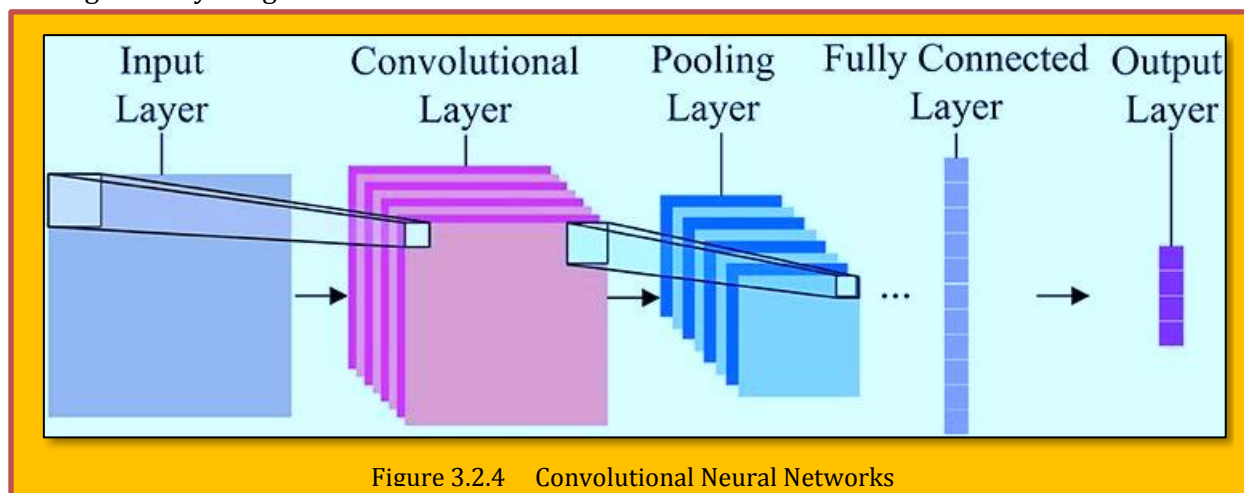 Input Layer
Convolutional Layer
Pooling Layer
Fully Connected Layer
Output Layer
...
Figure 3.2.4 Convolutional Neural Networks